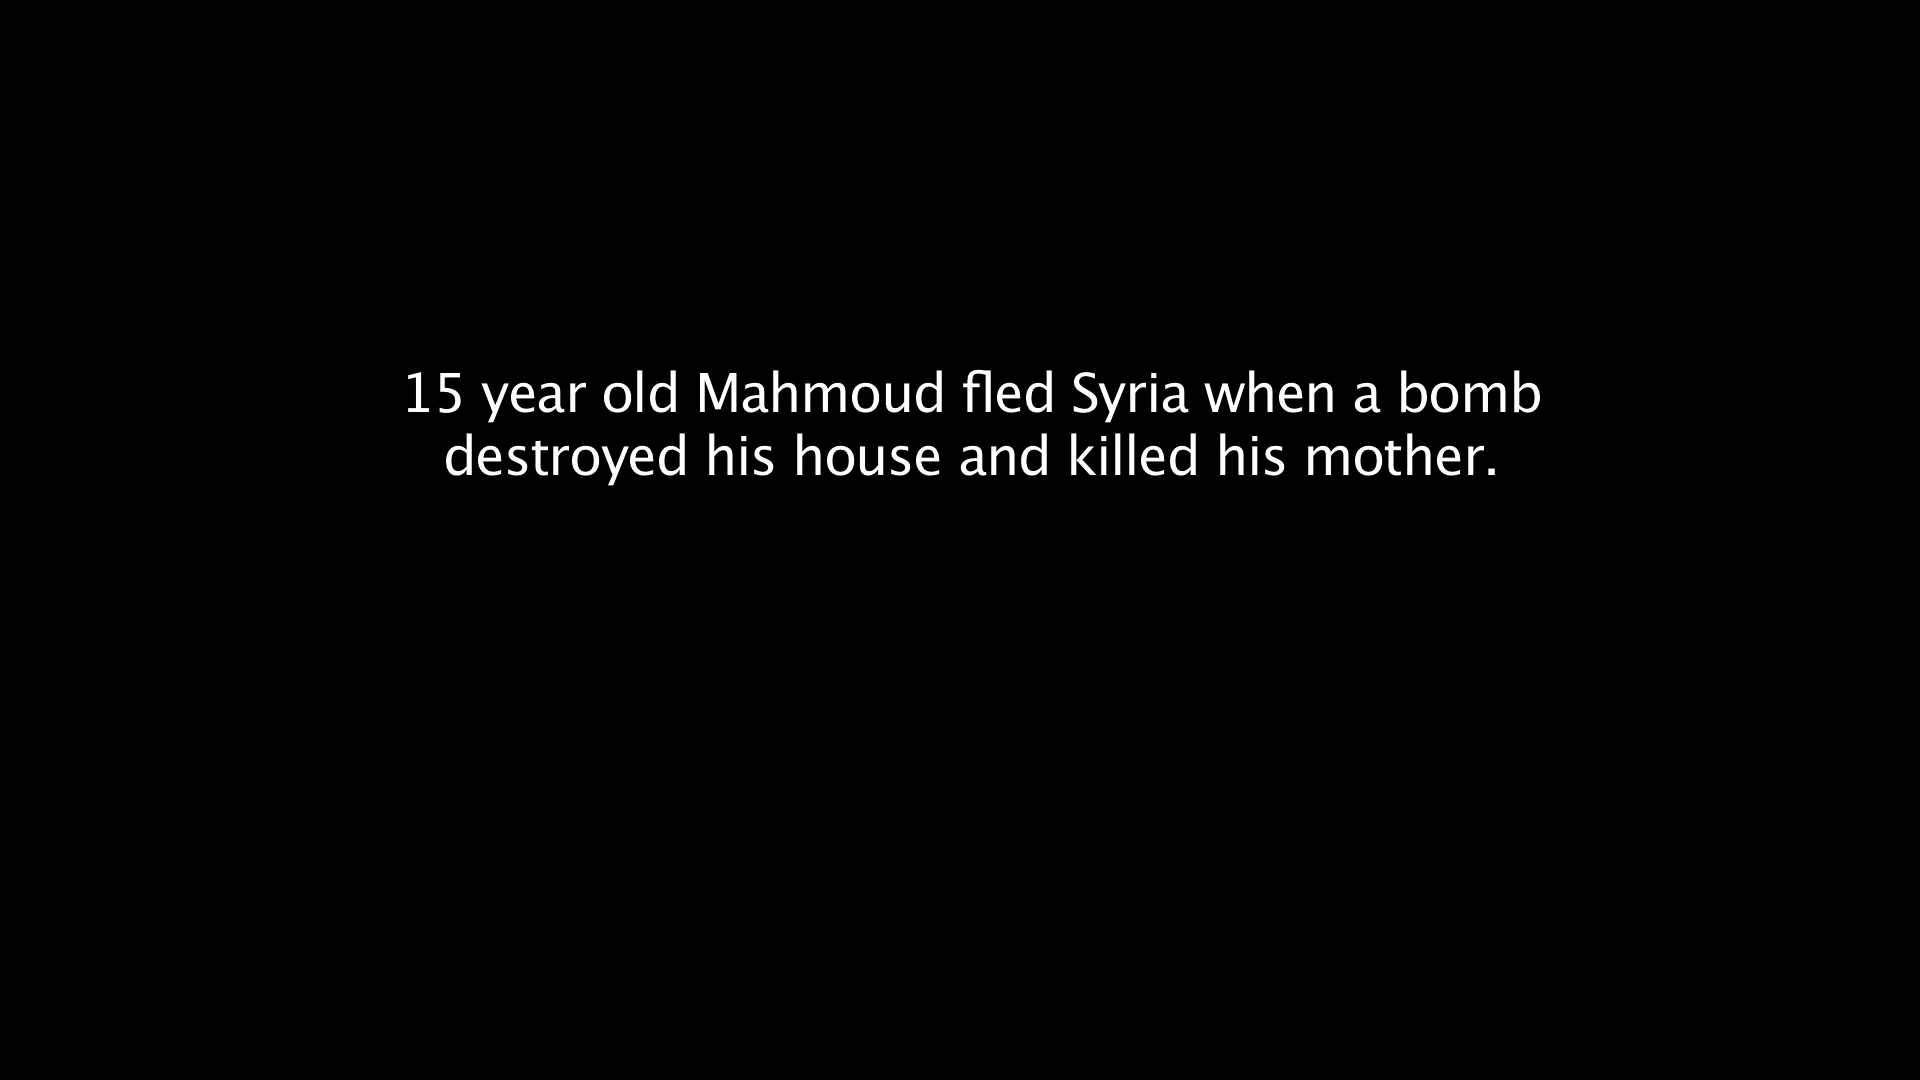 15 year old Mahmoud fled Syria when a bomb
destroyed his house and killed his mother.